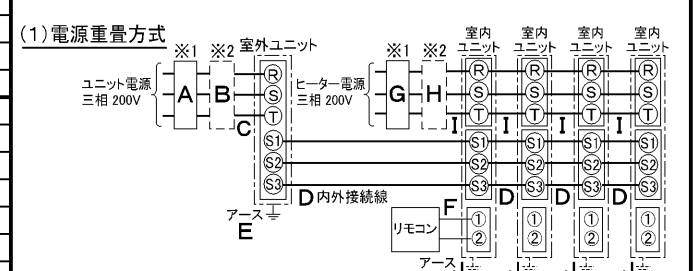 (1)電源重畳方式
※1 ※2 室外ユニット
ユニット電源
三相 200V
A B
R
S
T
C
S1
S2
S3
D 内外接続線
アース
E
※1 ※2
ヒーター電源
三相 200V
G H
室内
ユニット
室内
ユニット
室内
ユニット
室内
ユニット
R R R R
S S S S
T T T T
I I I I
S1 S1 S1 S1
S2 S2 S2 S2
S3 S3 S3 S3
D D D
F
リモコン
① ① ① ①
② ② ② ②
アース